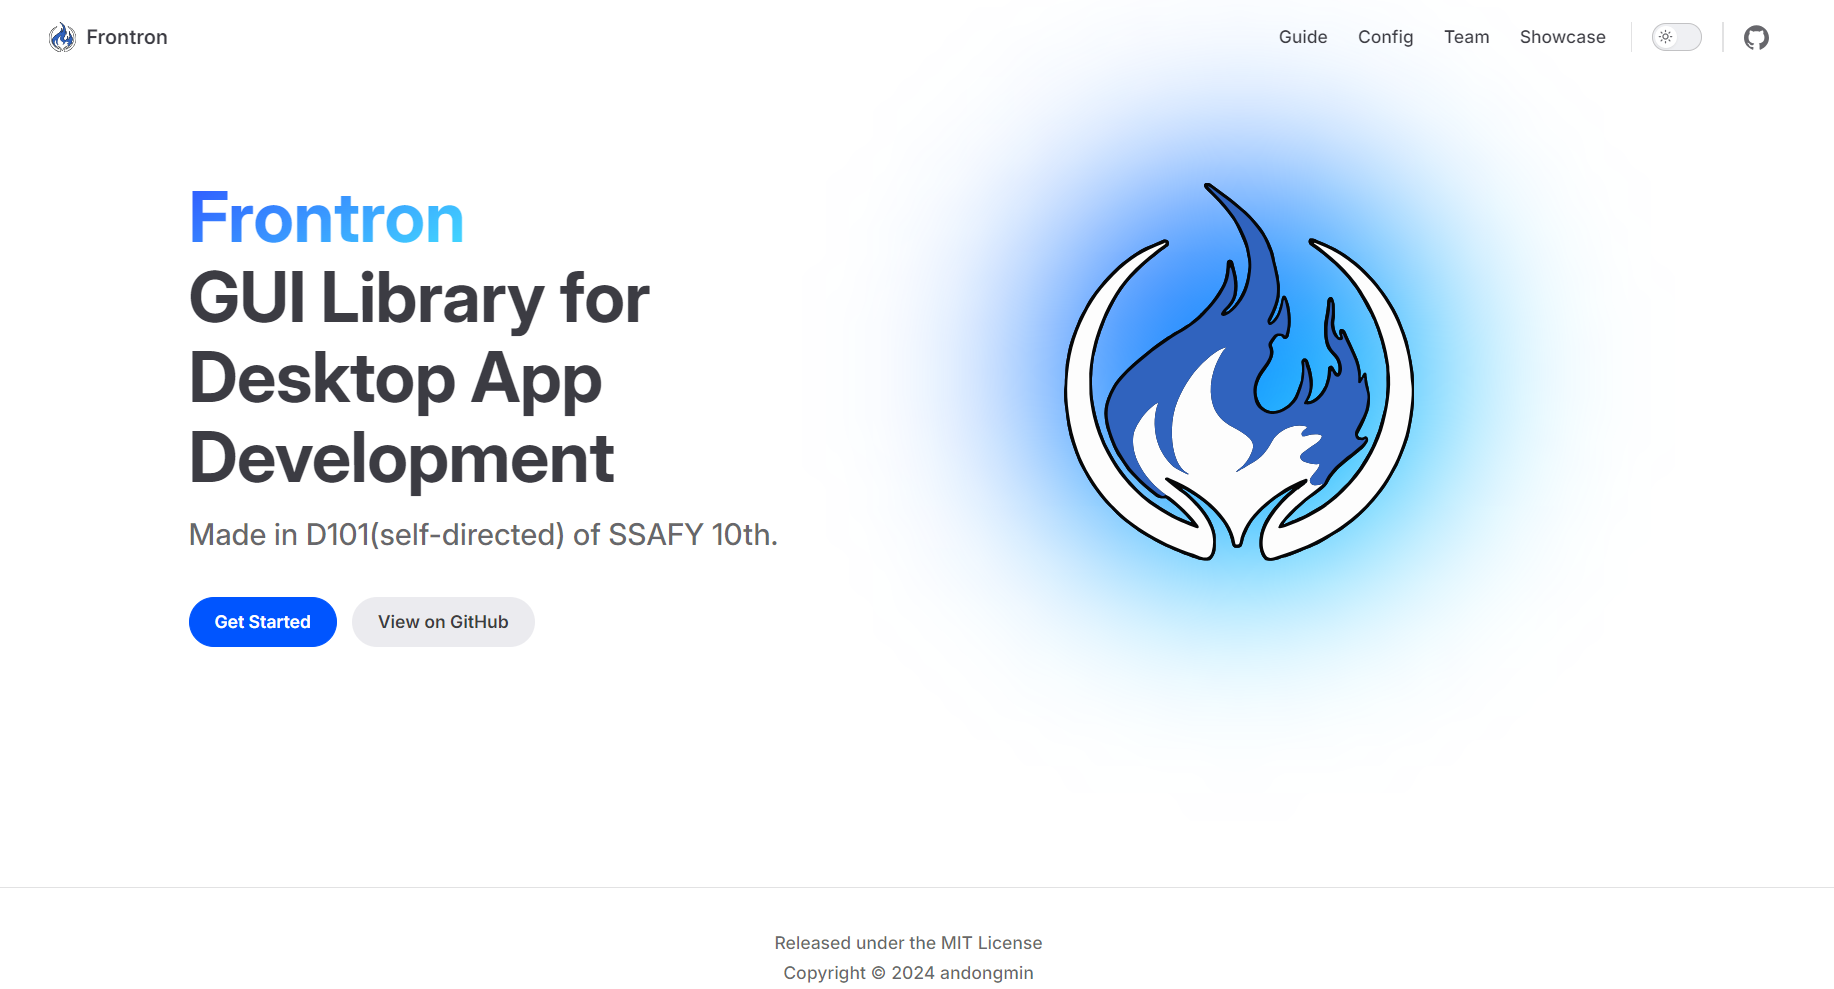 Frontron
Guide
Config
Team
Showcase
Frontron
GUI Library for
Desktop App
Development
Made in D101(self-directed) of SSAFY 10th.
Get Started
View on GitHub
Released under the MIT License
Copyright © 2024 andongmin